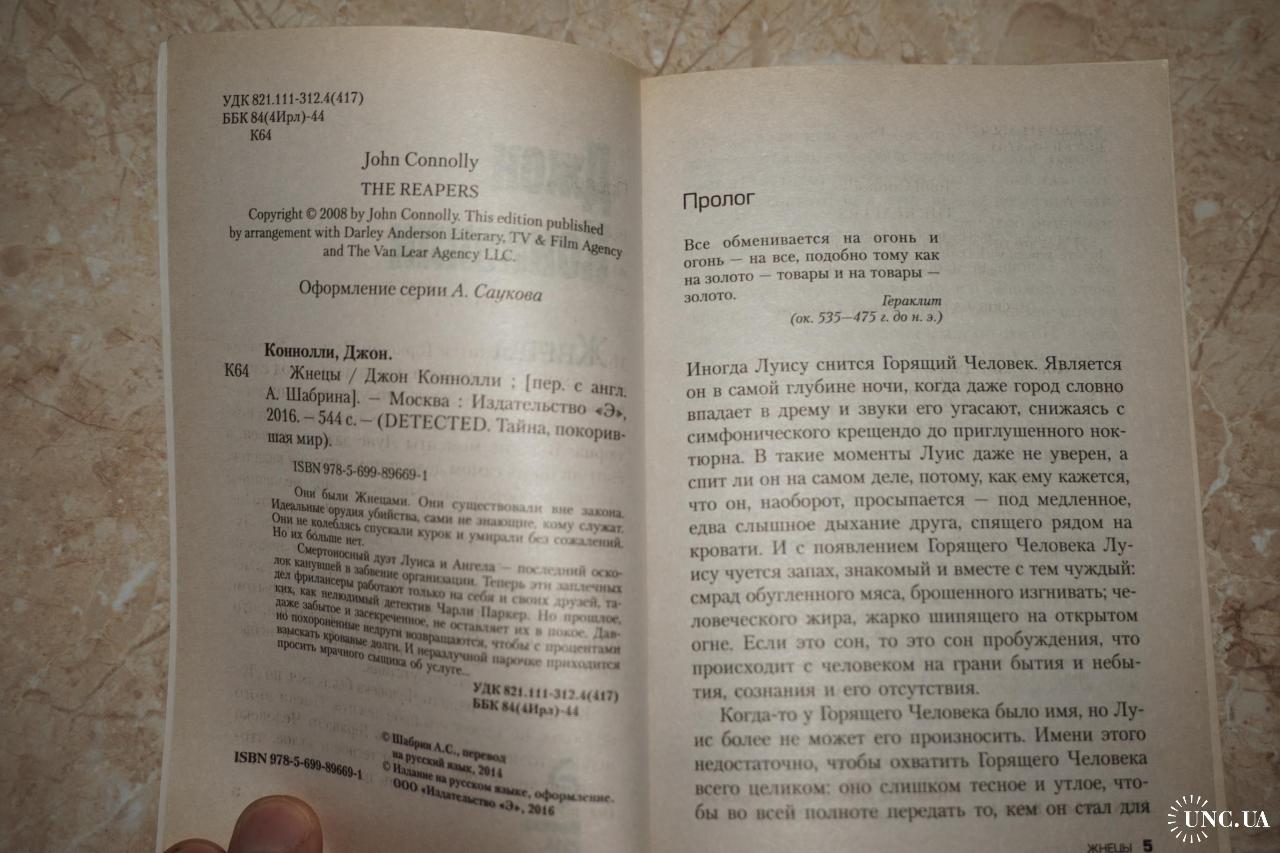 УДК 821.111-312.4(417)
ББК 84(4Ирл)-44
К64
John Connolly
THE REAPERS
Copyright © 2008 by John Connolly. This edition published
by arrangement with Darley Anderson Literary, TV & Film Agency
and The Van Lear Agency LLC.
Оформление серии А. Саукова
Коннолли, Джон.
К64 Жнецы / Джон Коннолли ; [пер. с англ.
А. Шабрина]. — Москва : Издательство «Э»,
2016. — 544 с. — (DETECTED. Тайна, покорив-
шая мир).
ISBN 978-5-699-89669-1
Они были Жнецами. Они существовали вне закона.
Идеальные орудия убийства, сами не знающие, кому служат.
Они не колеблясь спускали курок и умирали без сожалений.
Но их больше нет.
Смертоносный дуэт Луиса и Ангела — последний оско-
лок канувшей в забвение организации. Теперь эти заплечных
дел фрилансеры работают только на себя и своих друзей, та-
ких, как нелюдимый детектив Чарли Паркер. Но прошлое,
даже забытое и засекреченное, не оставляет их в покое. Дав-
но похороненные недруги возвращаются, чтобы с процентами
взыскать кровавые долги. И неразлучной парочке приходится
просить мрачного сыщика об услуге...
УДК 821.111-312.4(417)
ББК 84(4Ирл)-44
© Шабрин А.С., перевод
на русский язык, 2014
© Издание на русском языке, оформление.
ООО «Издательство «Э», 2016
ISBN 978-5-699-89669-1
Пролог
Все обменивается на огонь и
огонь — на все, подобно тому как
на золото — товары и на товары —
золото.
Гераклит
(ок. 535—475 г. до н. э.)
Иногда Луису снится Горящий Человек. Является
он в самой глубине ночи, когда даже город словно
впадает в дрему и звуки его угасают, снижаясь с
симфонического крещендо до приглушенного нок-
тюрна. В такие моменты Луис даже не уверен, а
спит ли он на самом деле, потому, как ему кажется,
что он, наоборот, просыпается — под медленное,
едва слышное дыхание друга, спящего рядом на
кровати. И с появлением Горящего Человека Лу-
ису чуется запах, знакомый и вместе с тем чуждый:
смрад обугленного мяса, брошенного изгнивать; че-
ловеческого жира, жарко шипящего на открытом
огне. Если это сон, то это сон пробуждения, что
происходит с человеком на грани бытия и небы-
тия, сознания и его отсутствия.
Когда-то у Горящего Человека было имя, но Лу-
ис более не может его произносить. Имени этого
недостаточно, чтобы охватить Горящего Человека
всего целиком: оно слишком тесное и утлое, что-
бы во всей полноте передать то, кем он стал для
ЖНЕЦЫ 5
UNC.UA